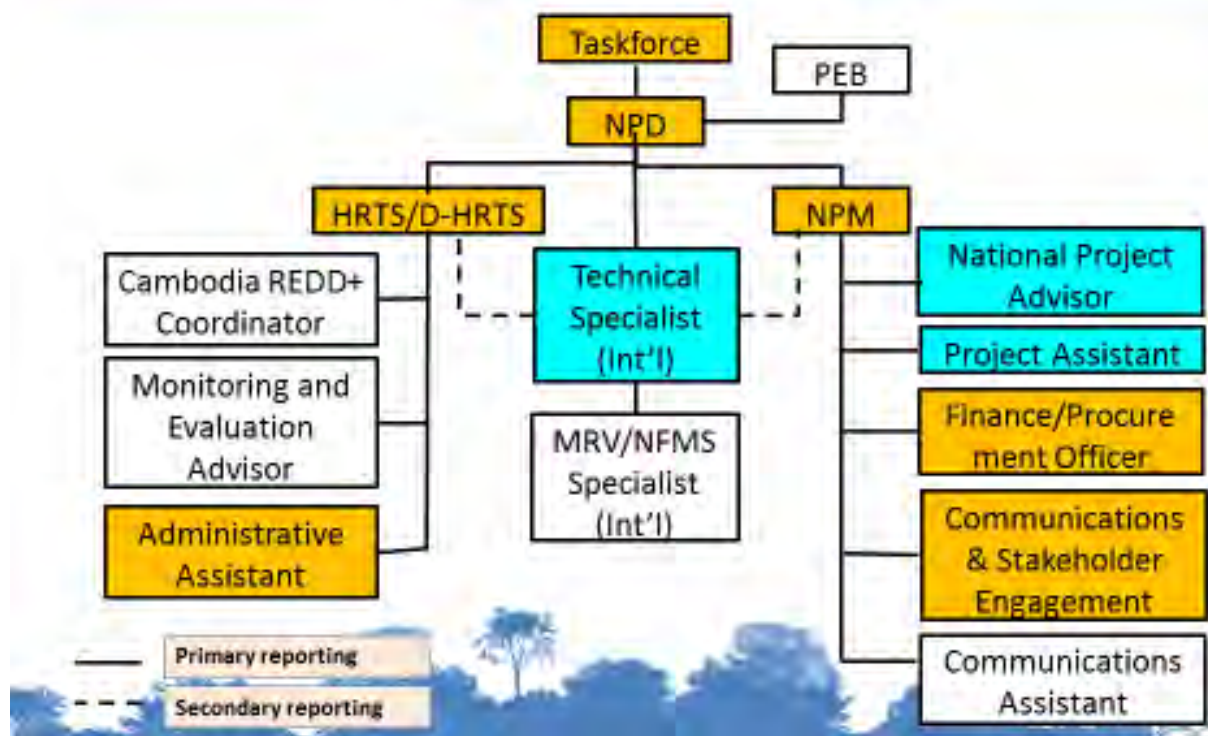 Taskforce
PEB
NPD
HRTS/D-HRTS
NPM
Cambodia REDD+
Coordinator
Monitoring and
Evaluation
Advisor
Administrative
Assistant
Technical
Specialist
(Int'l)
MRV/NFMS
Specialist
(Int'l)
National Project
Advisor
Project Assistant
Finance/Procure
ment Officer
Communications
& Stakeholder
Engagement
Communications
Assistant
Primary reporting
Secondary reporting